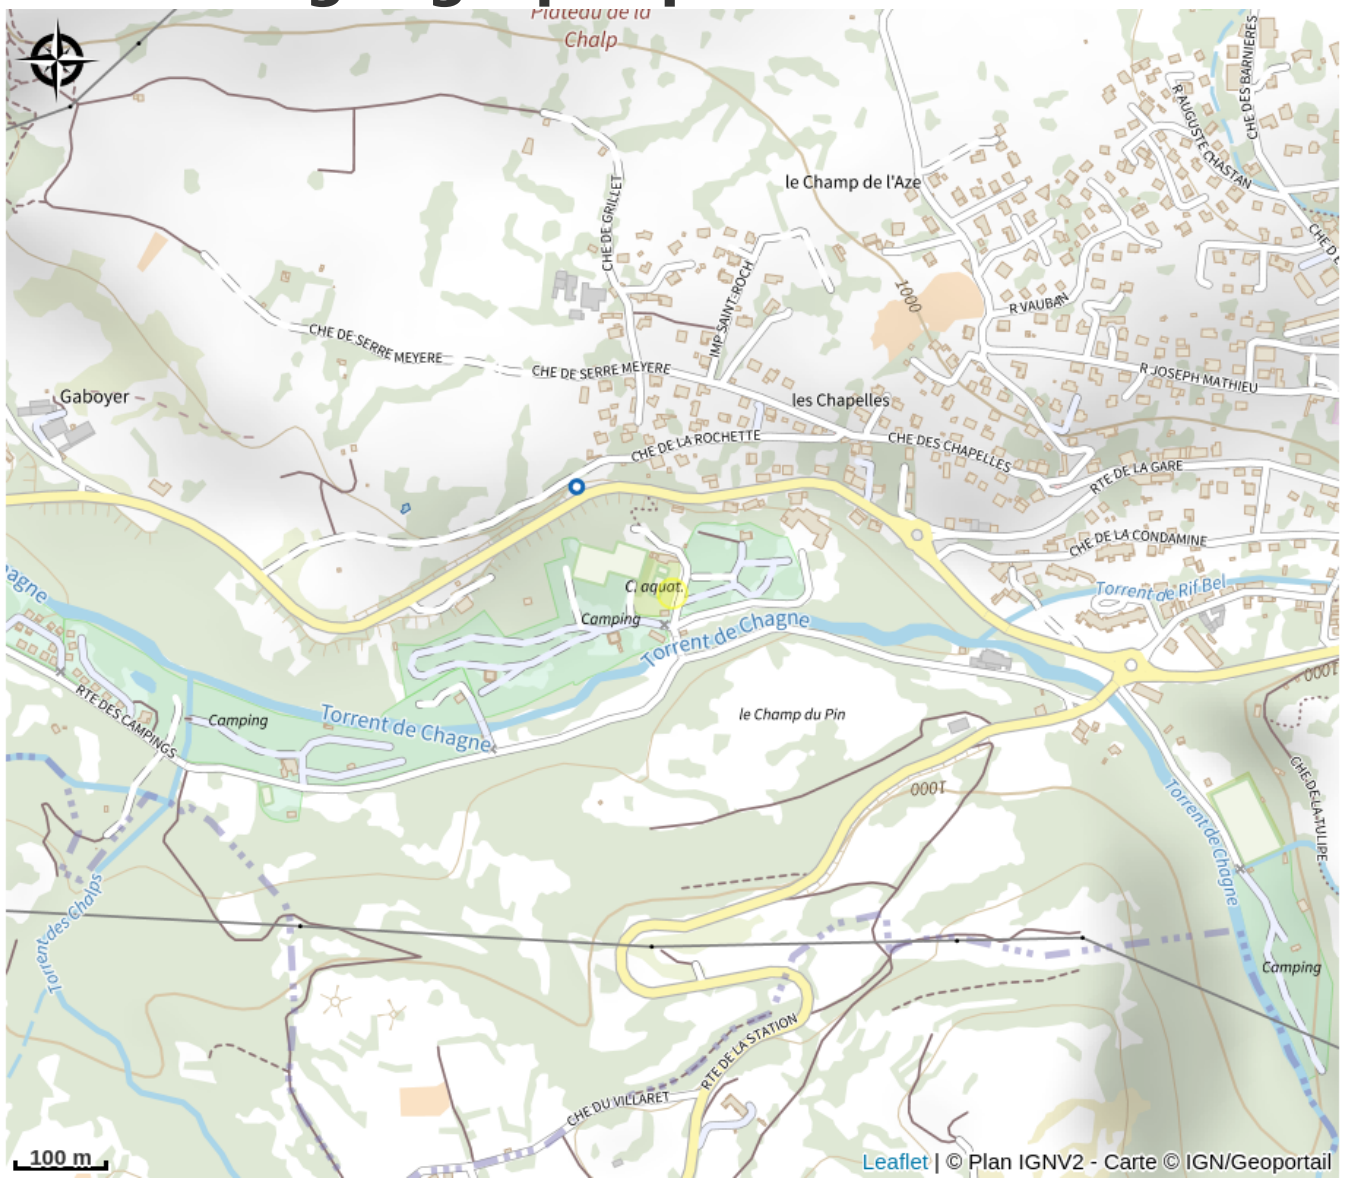 Plateau de la
Chalp
CHE DES BARNIERES
R AUGUSTE CHASTAN
le Champ de l'Aze
CHE DE GRILLET
CHE D
IMP SAINT-ROCH
1000
R VAUBAN
CHE DE SERRE MEYERE
CHE DE SERRE MEYERE
R JOSEPH MATHIEU
Gaboyer
les Chapelles
CHE DE LA ROCHETTE
CHE DES CHAPELLES
RTE DE LA GARE
CHE DE LA CONDAMINE
agne
C. aquat.
Torrent de Rif Bel
Camping
Torrent de Chagne
1000
RTE DES CAMPINGS
Camping
Torrent de Chagne
le Champ du Pin
1000
CHE DE LA TULIPE
Torrent de Chagne
Torrent des Chalps
Camping
RTE DE LA STATION
CHE DU VILLARET
100 m
Leaflet | © Plan IGNV2 - Carte © IGN/Geoportail